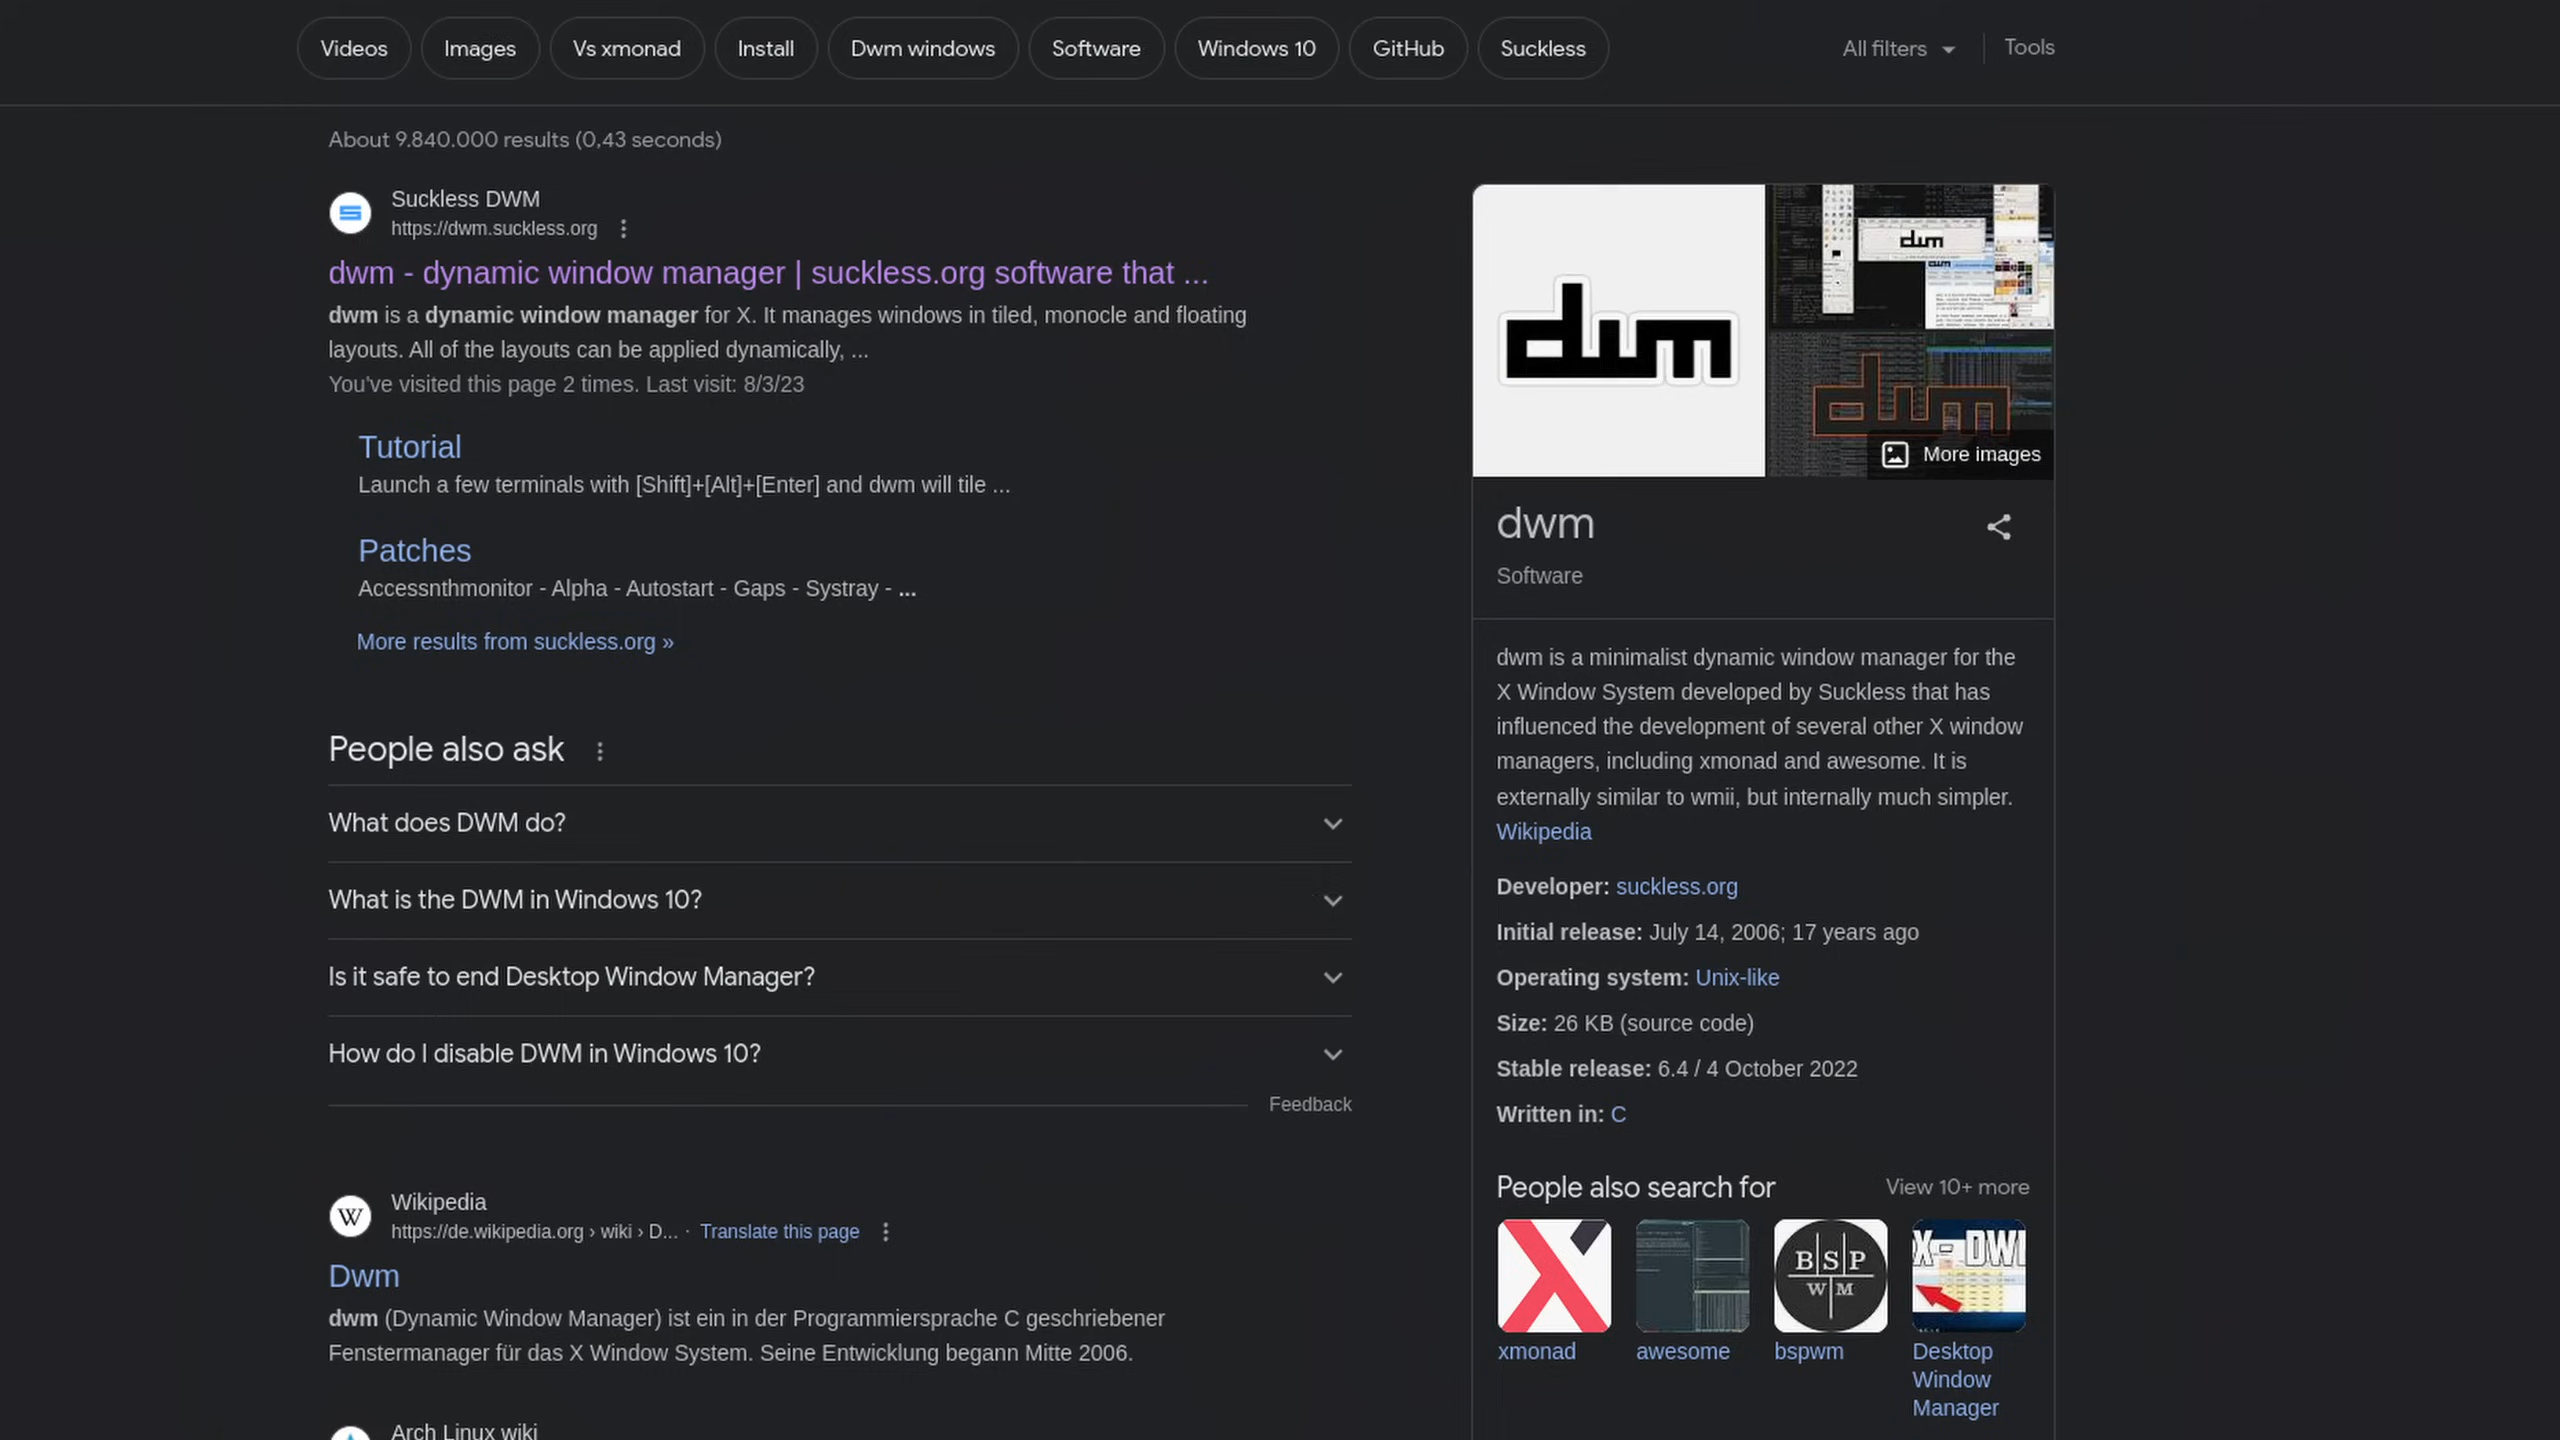 Videos
Images
Vs xmonad
Install
Dwm windows
Software
Windows 10
GitHub
Suckless
All filters
Tools
About 9.840.000 results (0,43 seconds)
Suckless DWM
https://dwm.suckless.org
dwm - dynamic window manager | suckless.org software that ...
dwm is a dynamic window manager for X. It manages windows in tiled, monocle and floating
layouts. All of the layouts can be applied dynamically, ...
You've visited this page 2 times. Last visit: 8/3/23
Tutorial
Launch a few terminals with [Shift]+[Alt]+[Enter] and dwm will tile ...
Patches
Accessnthmonitor - Alpha - Autostart - Gaps - Systray - ...
More results from suckless.org »
People also ask
What does DWM do?
What is the DWM in Windows 10?
Is it safe to end Desktop Window Manager?
How do I disable DWM in Windows 10?
Feedback
Wikipedia
https://de.wikipedia.org › wiki › D... · Translate this page
Dwm
dwm (Dynamic Window Manager) ist ein in der Programmiersprache C geschriebener
Fenstermanager für das X Window System. Seine Entwicklung begann Mitte 2006.
Arch Linux wiki
dwm
dwm
dwm
More images
dwm
Software
dwm is a minimalist dynamic window manager for the
X Window System developed by Suckless that has
influenced the development of several other X window
managers, including xmonad and awesome. It is
externally similar to wmii, but internally much simpler.
Wikipedia
Developer: suckless.org
Initial release: July 14, 2006; 17 years ago
Operating system: Unix-like
Size: 26 KB (source code)
Stable release: 6.4 / 4 October 2022
Written in: C
People also search for
View 10+ more
BSP
WM
X- DW
xmonad
awesome
bspwm
Desktop
Window
Manager